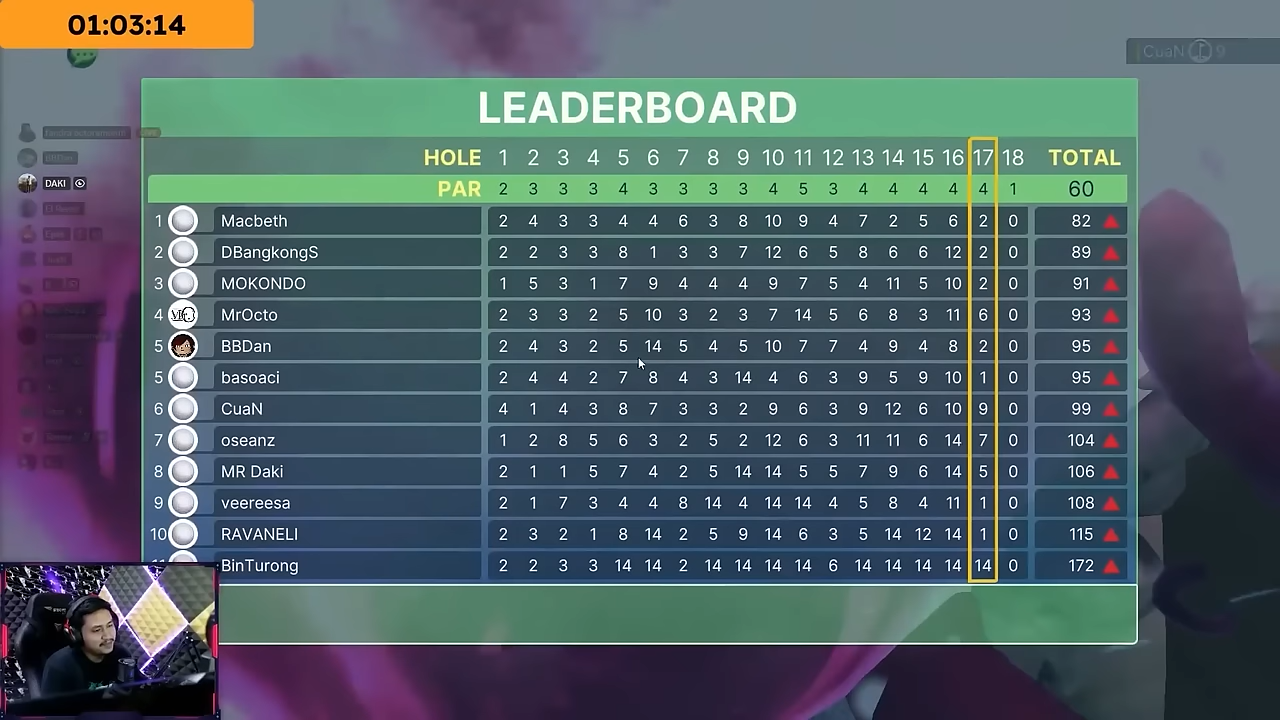 01:03:14
CuaN 9
LEADERBOARD
HOLE 1 2 3 4 5 6 7 8 9 10 11 12 13 14 15 16 17 18 TOTAL
PAR 2 3 3 3 4 3 3 3 3 4 5 3 4 4 4 4 4 1 60
1 Macbeth 2 4 3 3 4 4 6 3 8 10 9 4 7 2 5 6 2 0 82
2 DBangkongS 2 2 3 3 8 1 3 3 7 12 6 5 8 6 6 12 2 0 89
3 MOKONDO 1 5 3 1 7 9 4 4 4 9 7 5 4 11 5 10 2 0 91
4 MrOcto 2 3 3 2 5 10 3 2 3 7 14 5 6 8 3 11 6 0 93
5 BBDan 2 4 3 2 5 14 5 4 5 10 7 7 4 9 4 8 2 0 95
5 basoaci 2 4 4 2 7 8 4 3 14 4 6 3 9 5 9 10 1 0 95
6 CuaN 4 1 4 3 8 7 3 3 2 9 6 3 9 12 6 10 9 0 99
7 oseanz 1 2 8 5 6 3 2 5 2 12 6 3 11 11 6 14 7 0 104
8 MR Daki 2 1 1 5 7 4 2 5 14 14 5 5 7 9 6 14 5 0 106
9 veereesa 2 1 7 3 4 4 8 14 4 14 14 4 5 8 4 11 1 0 108
10 RAVANELI 2 3 2 1 8 14 2 5 9 14 6 3 5 14 12 14 1 0 115
BinTurong 2 2 3 3 14 14 2 14 14 14 14 6 14 14 14 14 14 0 172
BBDan
DAKI